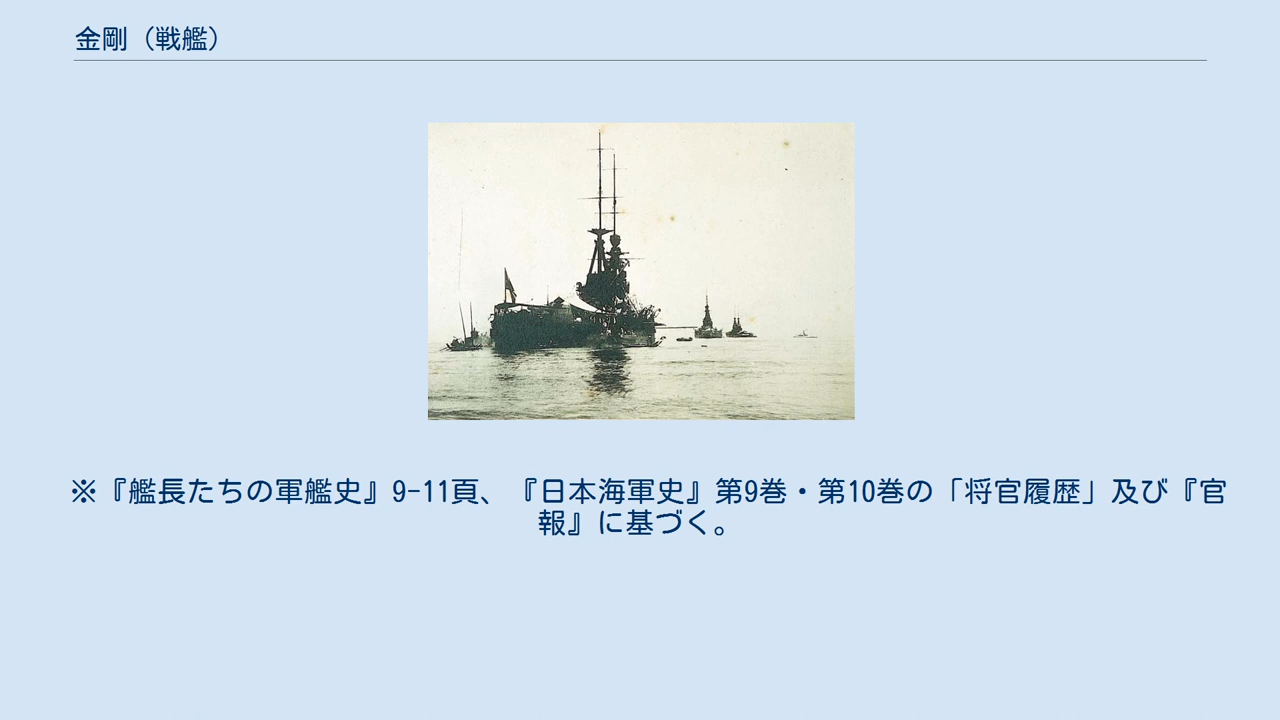 金剛（戦艦）
※『艦長たちの軍艦史』9-11頁、『日本海軍史』第9巻・第10巻の「将官履歴」及び『官
報』に基づく。